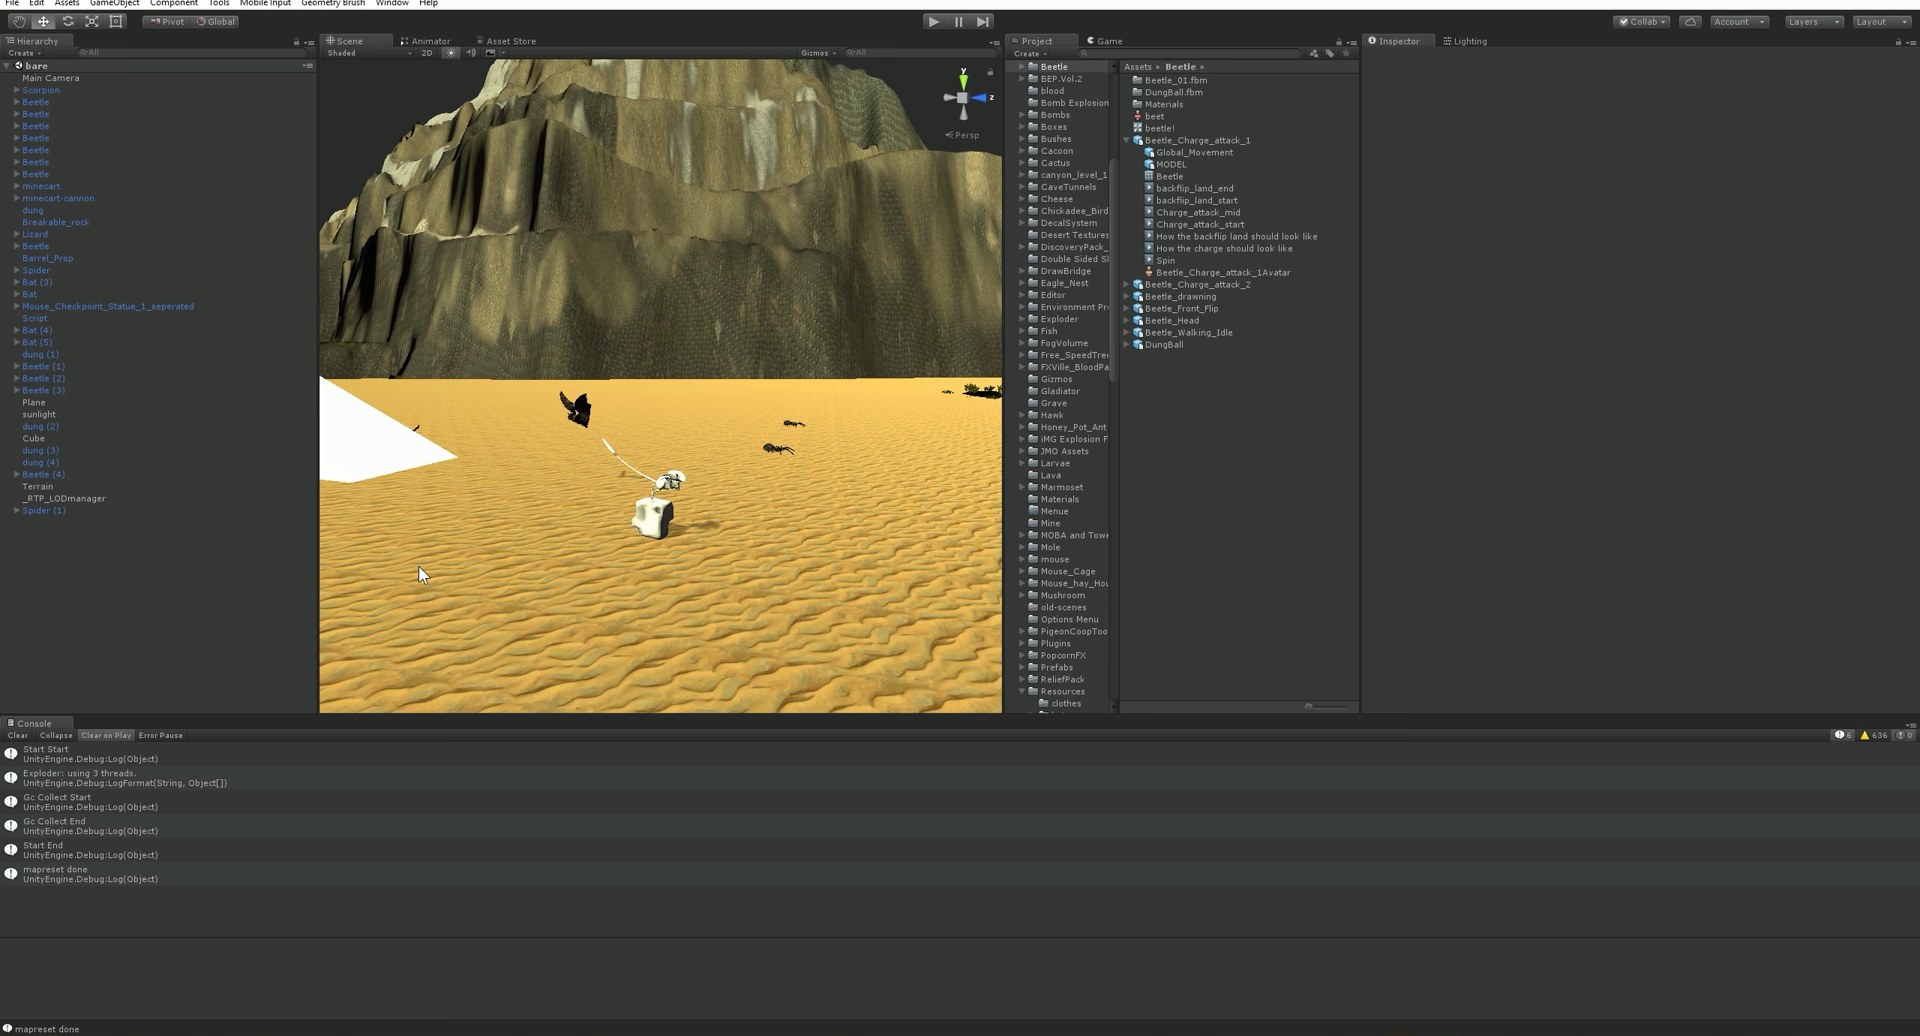 File Edit Assets GameObject Component Tools Mobile Input Geometry Brush Window Help
Pivot Global
Collab Account Layers Layout
Hierarchy
Create All
bare
Main Camera
Scorpion
Beetle
Beetle
Beetle
Beetle
Beetle
Beetle
Beetle
minecart
minecart-cannon
dung
Breakable_rock
Lizard
Beetle
Barrel_Prop
Spider
Bat (3)
Bat
Mouse_Checkpoint_Statue_1_seperated
Script
Bat (4)
Bat (5)
dung (1)
Beetle (1)
Beetle (2)
Beetle (3)
Plane
sunlight
dung (2)
Cube
dung (3)
dung (4)
Beetle (4)
Terrain
_RTP_LODmanager
Spider (1)
Scene Animator Asset Store
Shaded 2D Gizmos All
y
z
Persp
Project Game
Create
Beetle
BEP.Vol.2
blood
Bomb Explosion
Bombs
Boxes
Bushes
Cacoon
Cactus
canyon_level_1
CaveTunnels
Cheese
Chickadee_Bird
DecalSystem
Desert Textures
DiscoveryPack_
Double Sided S
DrawBridge
Eagle_Nest
Editor
Environment Pr
Exploder
Fish
FogVolume
Free_SpeedTre
FXVille_BloodPa
Gizmos
Gladiator
Grave
Hawk
Honey_Pot_Ant
iMG Explosion F
JMO Assets
Larvae
Lava
Marmoset
Materials
Menue
Mine
MOBA and Towe
Mole
mouse
Mouse_Cage
Mouse_hay_Hou
Mushroom
old-scenes
Options Menu
PigeonCoopToo
Plugins
PopcornFX
Prefabs
ReliefPack
Resources
clothes
Assets Beetle
Beetle_01.fbm
DungBall.fbm
Materials
beet
beetle!
Beetle_Charge_attack_1
Global_Movement
MODEL
Beetle
backflip_land_end
backflip_land_start
Charge_attack_mid
Charge_attack_start
How the backflip land should look like
How the charge should look like
Spin
Beetle_Charge_attack_1Avatar
Beetle_Charge_attack_2
Beetle_drawning
Beetle_Front_Flip
Beetle_Head
Beetle_Walking_Idle
DungBall
Inspector Lighting
Console
Clear Collapse Clear on Play Error Pause 6 636 0
Start Start
UnityEngine.Debug:Log(Object)
Exploder: using 3 threads.
UnityEngine.Debug:LogFormat(String, Object[])
Gc Collect Start
UnityEngine.Debug:Log(Object)
Gc Collect End
UnityEngine.Debug:Log(Object)
Start End
UnityEngine.Debug:Log(Object)
mapreset done
UnityEngine.Debug:Log(Object)
mapreset done